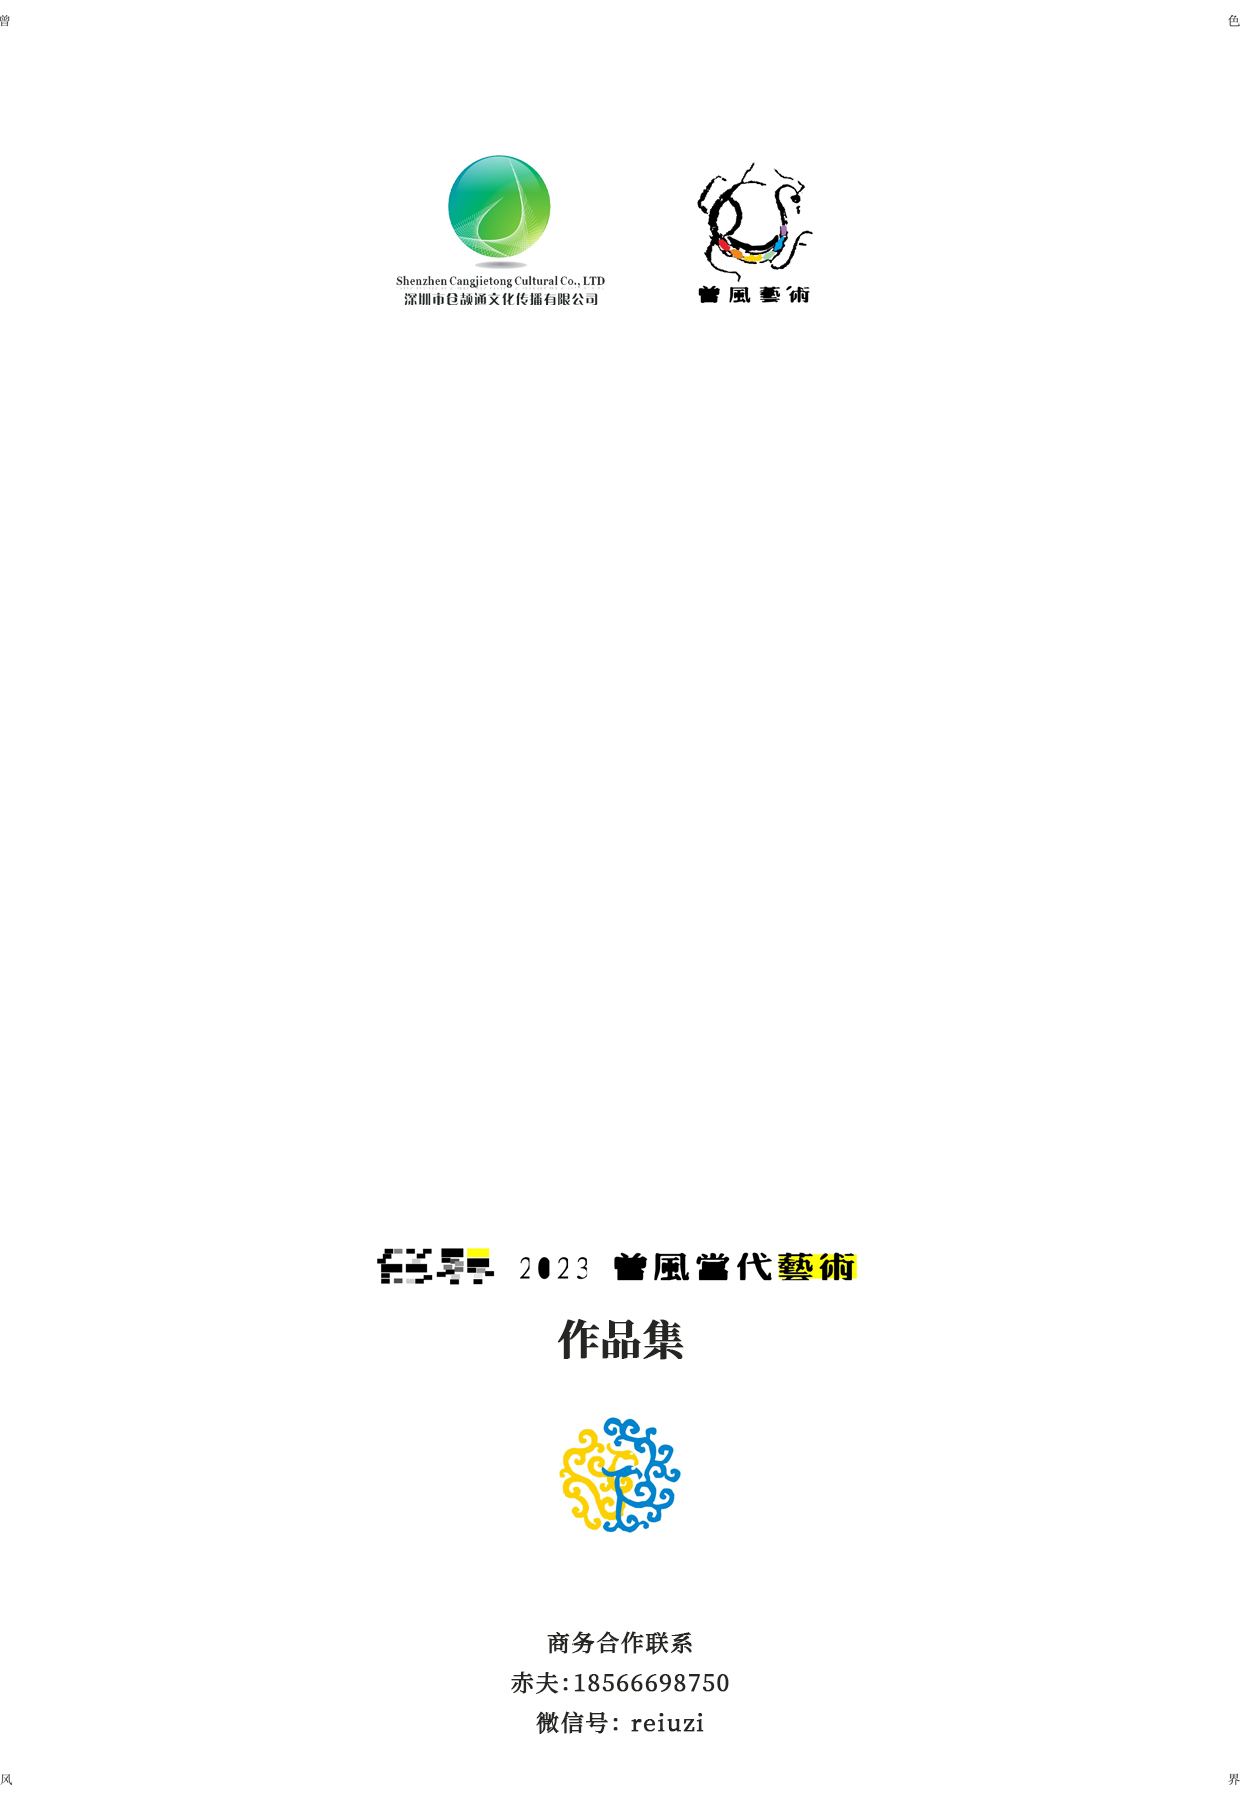 曾
色
Shenzhen Cangjietong Cultural Co., LTD
深圳市仓颉通文化传播有限公司
曾風藝術
2023 曾風當代藝術
作品集
商务合作联系
赤夫:18566698750
微信号: reiuzi
风
界